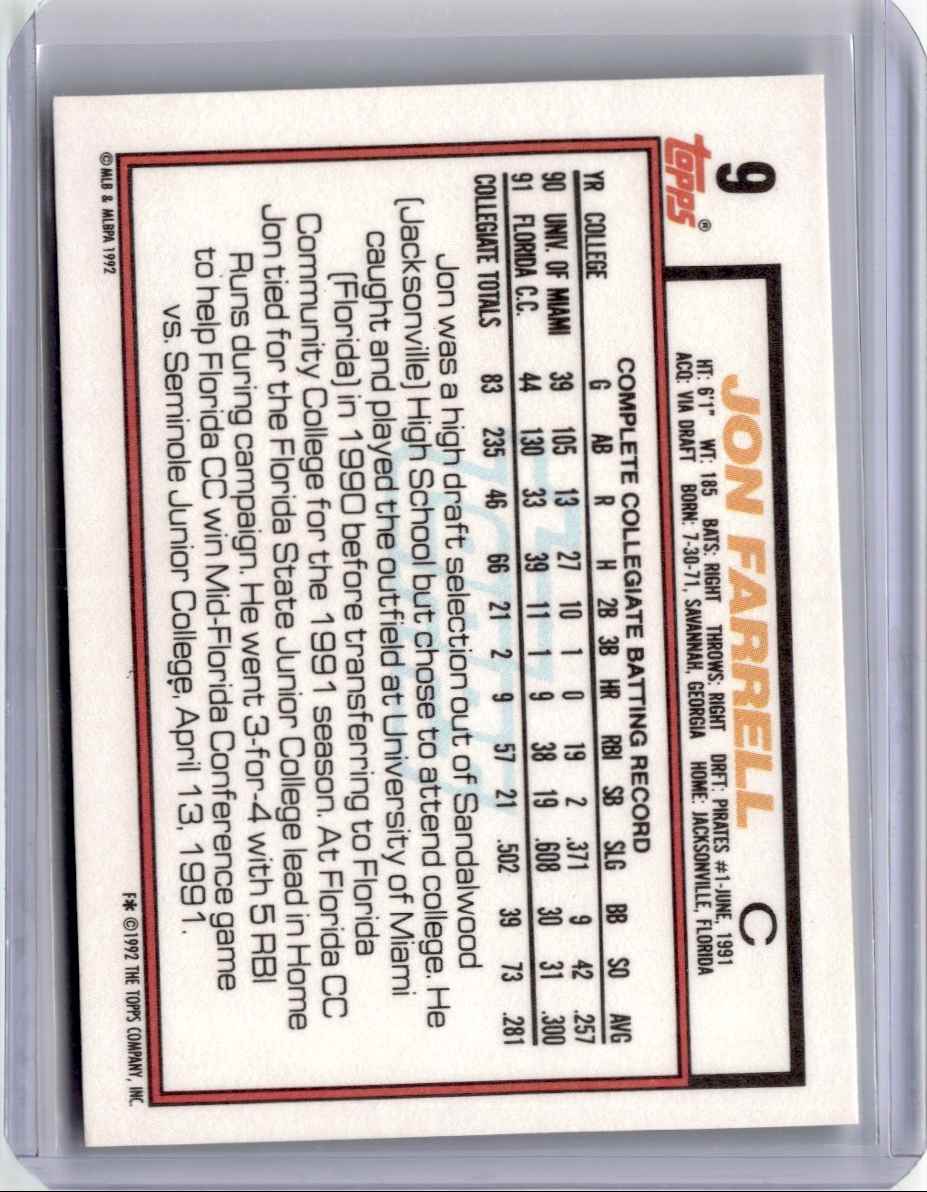 9
topps®
JON FARRELL C
HT: 6'1" WT: 185 BATS: RIGHT THROWS: RIGHT DRFT: PIRATES #1-JUNE, 1991
ACQ: VIA DRAFT BORN: 7-30-71, SAVANNAH, GEORGIA HOME: JACKSONVILLE, FLORIDA
COMPLETE COLLEGIATE BATTING RECORD
YR COLLEGE G AB R H 2B 3B HR RBI SB SLG BB SO AVG
90 UNIV. OF MIAMI 39 105 13 27 10 1 0 19 2 .371 9 42 .257
91 FLORIDA C.C. 44 130 33 39 11 1 9 38 19 .608 30 31 .300
COLLEGIATE TOTALS 83 235 46 66 21 2 9 57 21 .502 39 73 .281
Jon was a high draft selection out of Sandalwood
(Jacksonville) High School but chose to attend college. He
caught and played the outfield at University of Miami
(Florida) in 1990 before transferring to Florida
Community College for the 1991 season. At Florida CC
Jon tied for the Florida State Junior College lead in Home
Runs during campaign. He went 3-for-4 with 5 RBI
to help Florida CC win Mid-Florida Conference game
vs. Seminole Junior College, April 13, 1991.
© MLB & MLBPA 1992
F* © 1992 THE TOPPS COMPANY, INC.